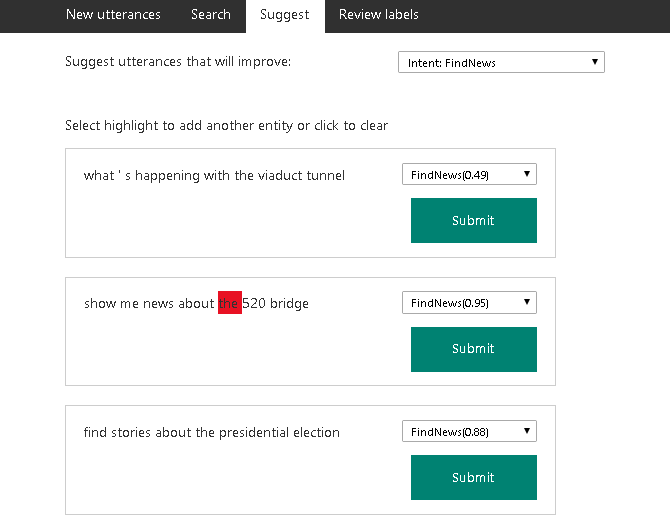 New utterances Search Suggest Review labels
Suggest utterances that will improve: Intent: FindNews
Select highlight to add another entity or click to clear
what ' s happening with the viaduct tunnel FindNews(0.49)
Submit
show me news about the 520 bridge FindNews(0.95)
Submit
find stories about the presidential election FindNews(0.88)
Submit